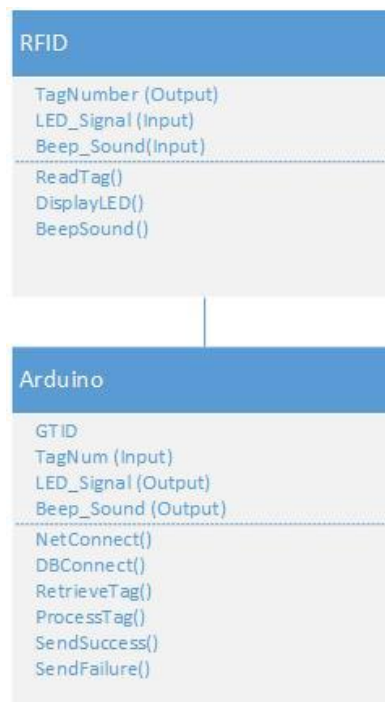 RFID
TagNumber (Output)
LED_Signal (Input)
Beep_Sound(Input)
ReadTag()
DisplayLED()
BeepSound()
Arduino
GTID
TagNum (Input)
LED_Signal (Output)
Beep_Sound (Output)
NetConnect()
DBConnect()
RetrieveTag()
ProcessTag()
SendSuccess()
SendFailure()